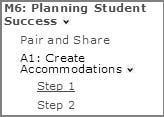 M6: Planning Student
Success
Pair and Share
A1: Create
Accommodations
Step 1
Step 2